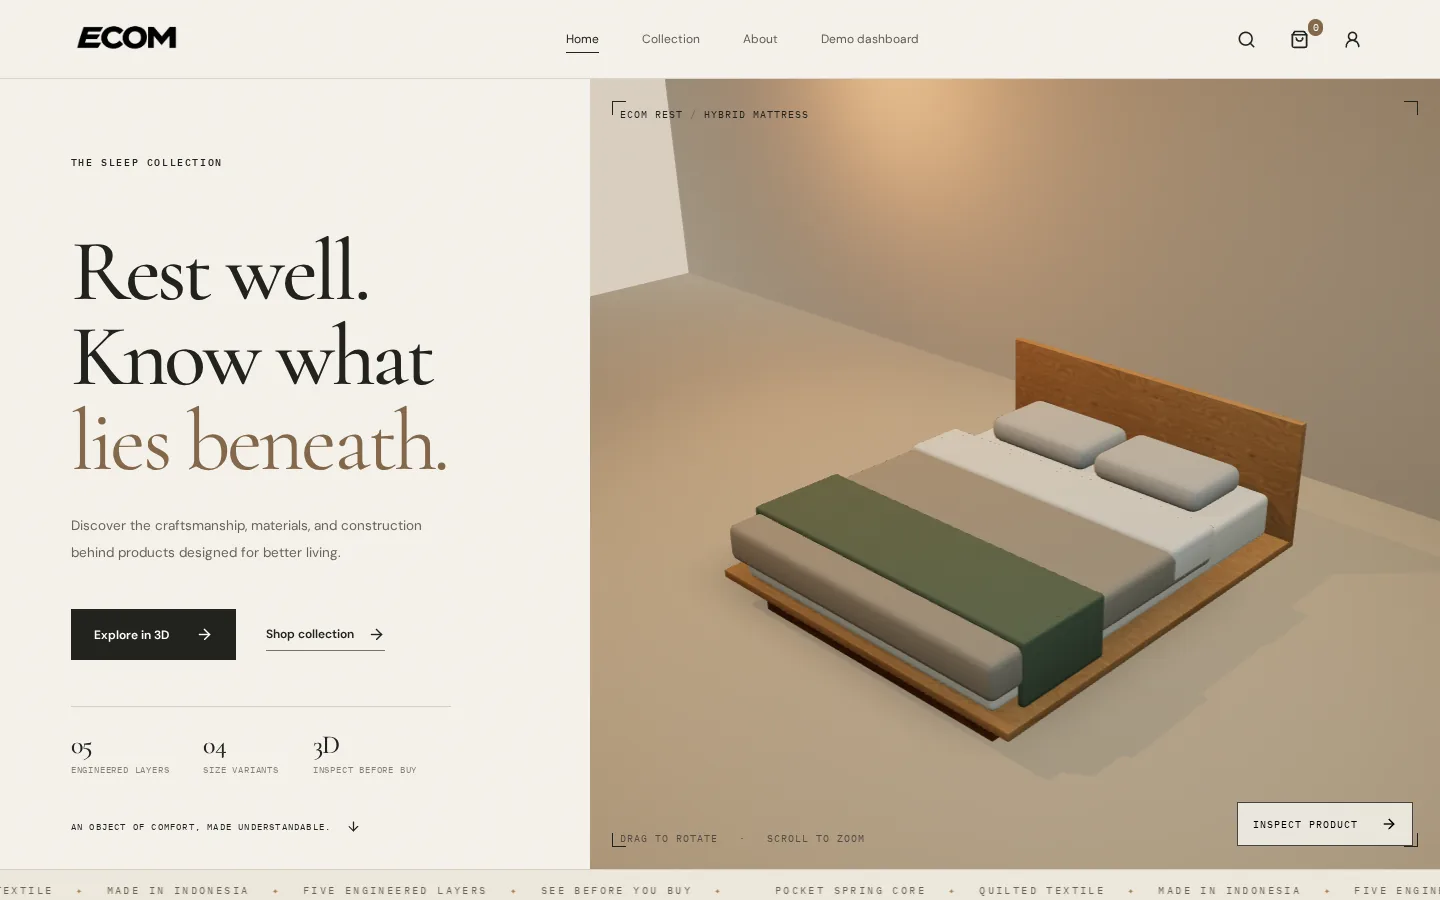 ECOM
Home Collection About Demo dashboard
0
THE SLEEP COLLECTION
Rest well.
Know what
lies beneath.
Discover the craftsmanship, materials, and construction
behind products designed for better living.
Explore in 3D → Shop collection →
05 04 3D
ENGINEERED LAYERS SIZE VARIANTS INSPECT BEFORE BUY
AN OBJECT OF COMFORT, MADE UNDERSTANDABLE. ↓
ECOM REST / HYBRID MATTRESS
DRAG TO ROTATE · SCROLL TO ZOOM
INSPECT PRODUCT →
TEXTILE ✦ MADE IN INDONESIA ✦ FIVE ENGINEERED LAYERS ✦ SEE BEFORE YOU BUY ✦ POCKET SPRING CORE ✦ QUILTED TEXTILE ✦ MADE IN INDONESIA ✦ FIVE ENGIN